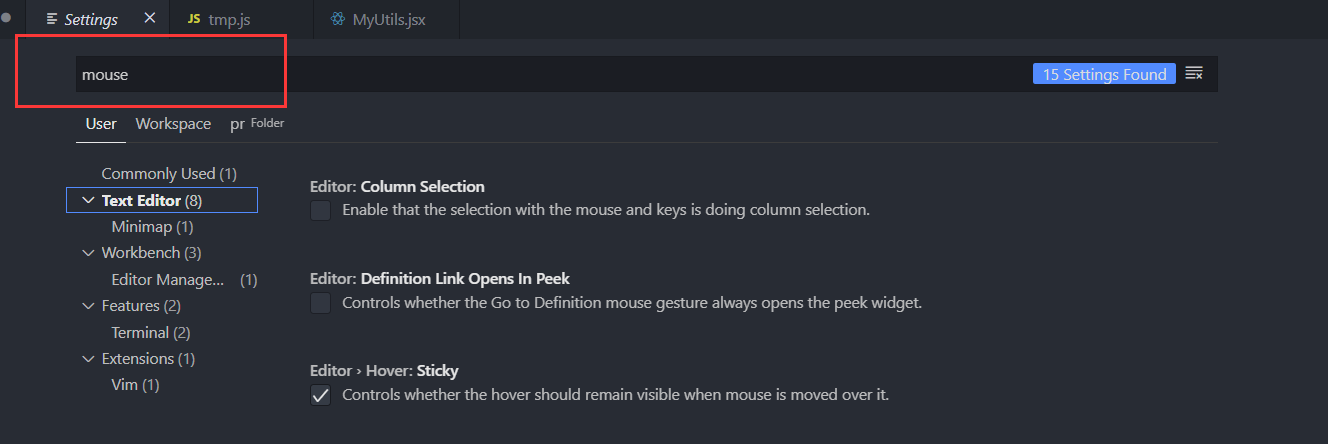 Settings tmp.js MyUtils.jsx
mouse 15 Settings Found
User Workspace pr Folder
Commonly Used (1)
Text Editor (8)
Minimap (1)
Workbench (3)
Editor Manage... (1)
Features (2)
Terminal (2)
Extensions (1)
Vim (1)
Editor: Column Selection
Enable that the selection with the mouse and keys is doing column selection.
Editor: Definition Link Opens In Peek
Controls whether the Go to Definition mouse gesture always opens the peek widget.
Editor › Hover: Sticky
Controls whether the hover should remain visible when mouse is moved over it.